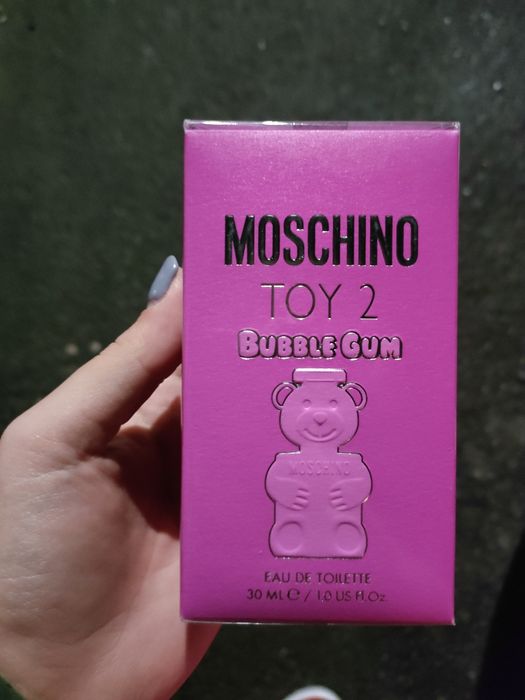 MOSCHINO
TOY 2
BUBBLE GUM
MOSCHINO
EAU DE TOILETTE
30 ML ℮ / 1.0 US Fl.Oz.